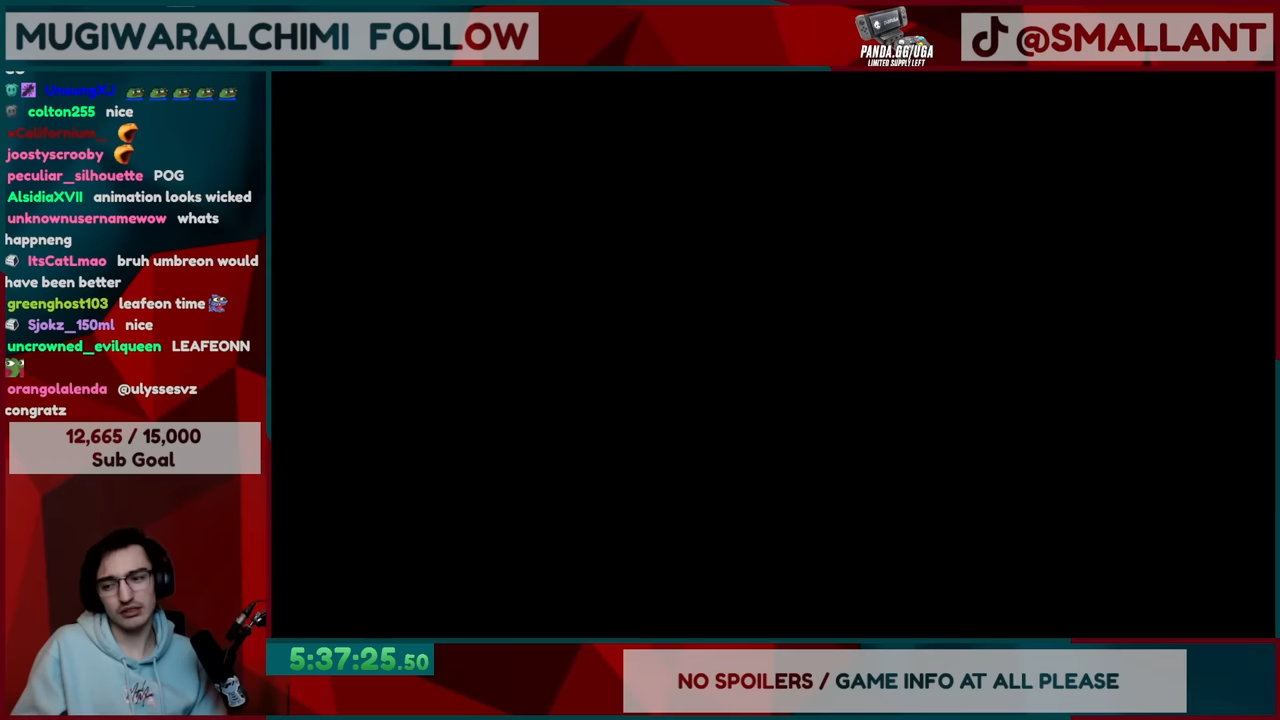 MUGIWARALCHIMI FOLLOW
PANDA.GG/UGA
LIMITED SUPPLY LEFT
@SMALLANT
UnsungXJ
colton255 nice
xCalifornium_
joostyscrooby
peculiar_silhouette POG
AlsidiaXVII animation looks wicked
unknownusernamewow whats
happneng
ItsCatLmao bruh umbreon would
have been better
greenghost103 leafeon time
Sjokz_150ml nice
uncrowned_evilqueen LEAFEONN
orangolalenda @ulyssesvz
congratz
12,665 / 15,000
Sub Goal
5:37:25.50
NO SPOILERS / GAME INFO AT ALL PLEASE